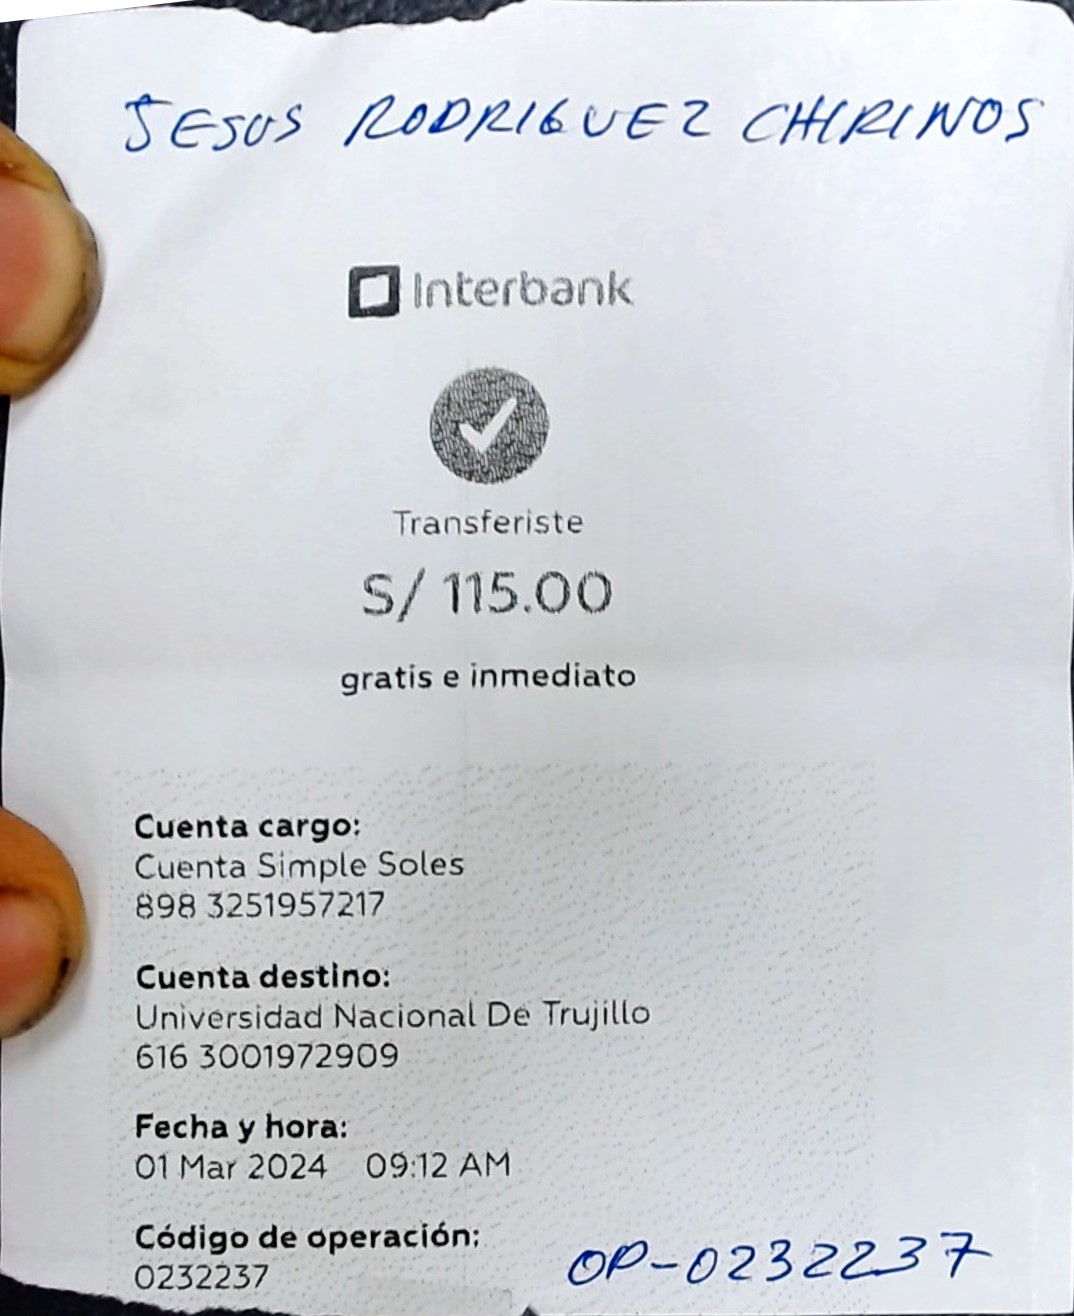 JESUS RODRIGUEZ CHIRINOS
Interbank
Transferiste
S/ 115.00
gratis e inmediato
Cuenta cargo:
Cuenta Simple Soles
898 3251957217
Cuenta destino:
Universidad Nacional De Trujillo
616 3001972909
Fecha y hora:
01 Mar 2024 09:12 AM
Código de operación:
0232237
OP-0232237